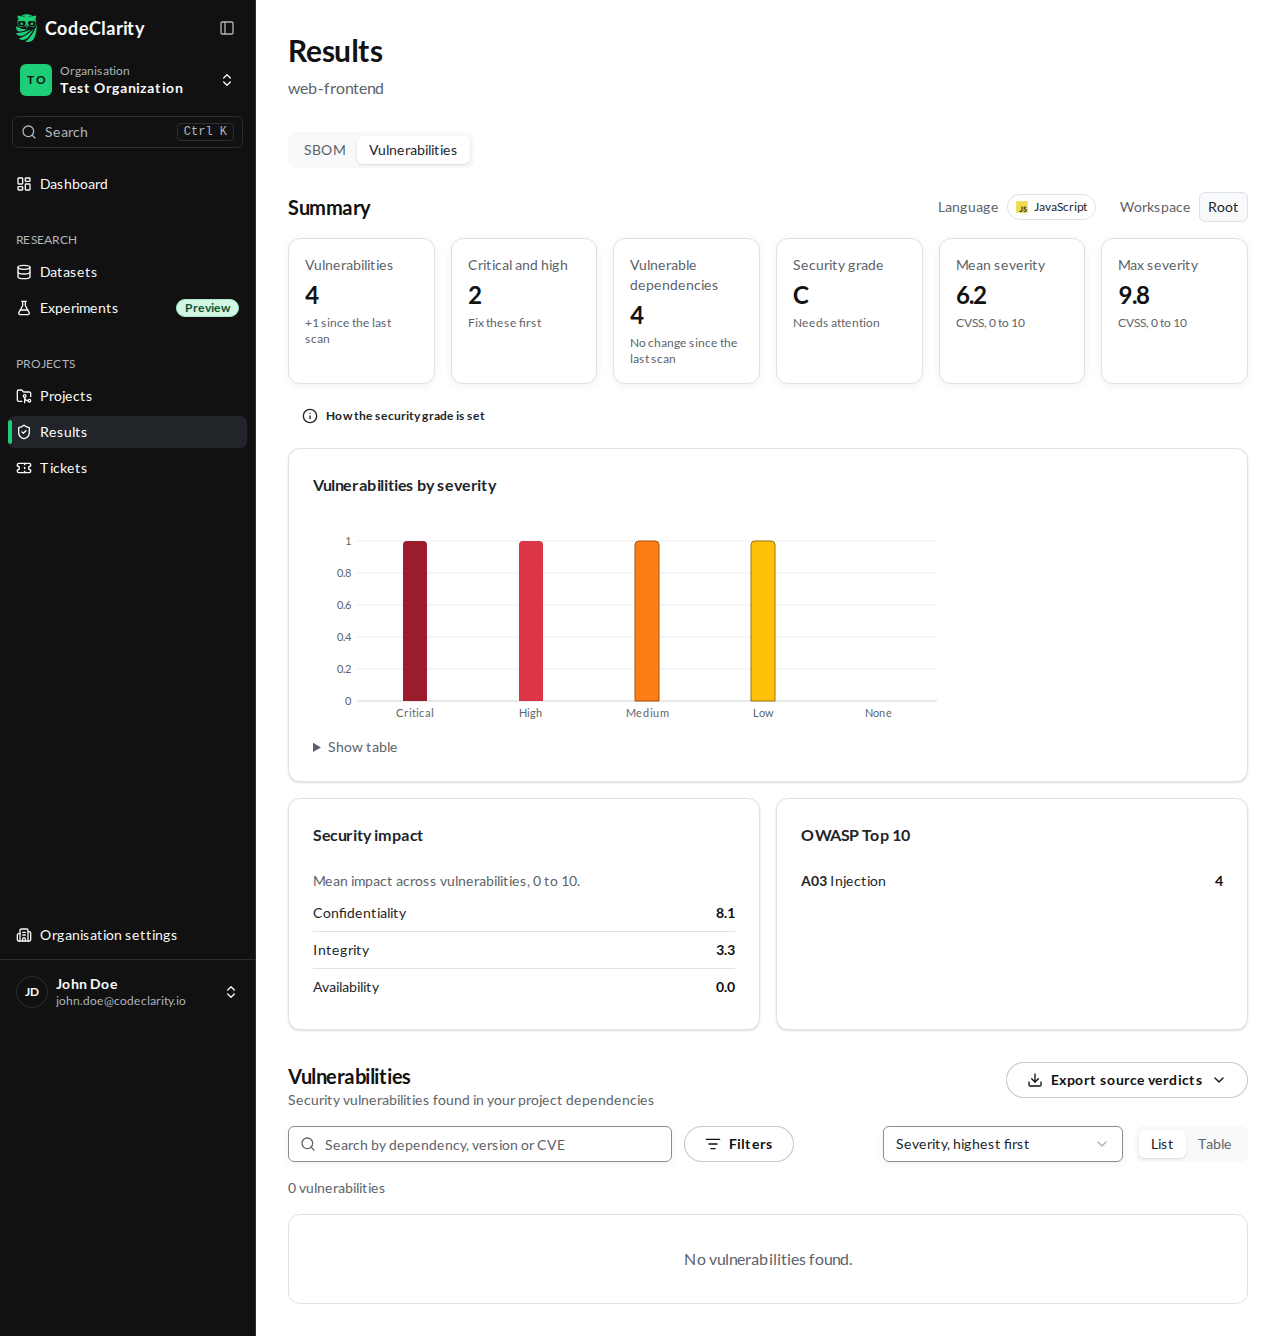 CodeClarity
TO
Organisation
Test Organization
Search
Ctrl K
Dashboard
RESEARCH
Datasets
Experiments
Preview
PROJECTS
Projects
Results
Tickets
Organisation settings
JD
John Doe
john.doe@codeclarity.io
Results
web-frontend
SBOM
Vulnerabilities
Summary
Language
JS
JavaScript
Workspace
Root
Vulnerabilities
4
+1 since the last
scan
Critical and high
2
Fix these first
Vulnerable
dependencies
4
No change since the
last scan
Security grade
C
Needs attention
Mean severity
6.2
CVSS, 0 to 10
Max severity
9.8
CVSS, 0 to 10
How the security grade is set
Vulnerabilities by severity
1
0.8
0.6
0.4
0.2
0
Critical
High
Medium
Low
None
Show table
Security impact
Mean impact across vulnerabilities, 0 to 10.
Confidentiality
8.1
Integrity
3.3
Availability
0.0
OWASP Top 10
A03 Injection
4
Vulnerabilities
Security vulnerabilities found in your project dependencies
Export source verdicts
Search by dependency, version or CVE
Filters
Severity, highest first
List
Table
0 vulnerabilities
No vulnerabilities found.